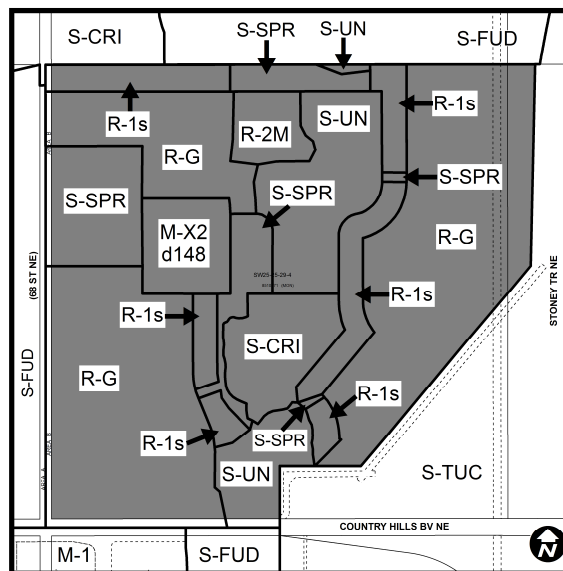 S-CRI
S-SPR
S-UN
S-FUD
R-1s
R-1s
S-UN
R-2M
R-G
S-SPR
S-SPR
S-SPR
M-X2
d148
R-G
(68 ST NE)
STONEY TR NE
R-1s
R-1s
S-CRI
S-FUD
R-G
R-1s
R-1s
S-SPR
S-UN
S-TUC
COUNTRY HILLS BV NE
M-1
S-FUD
N